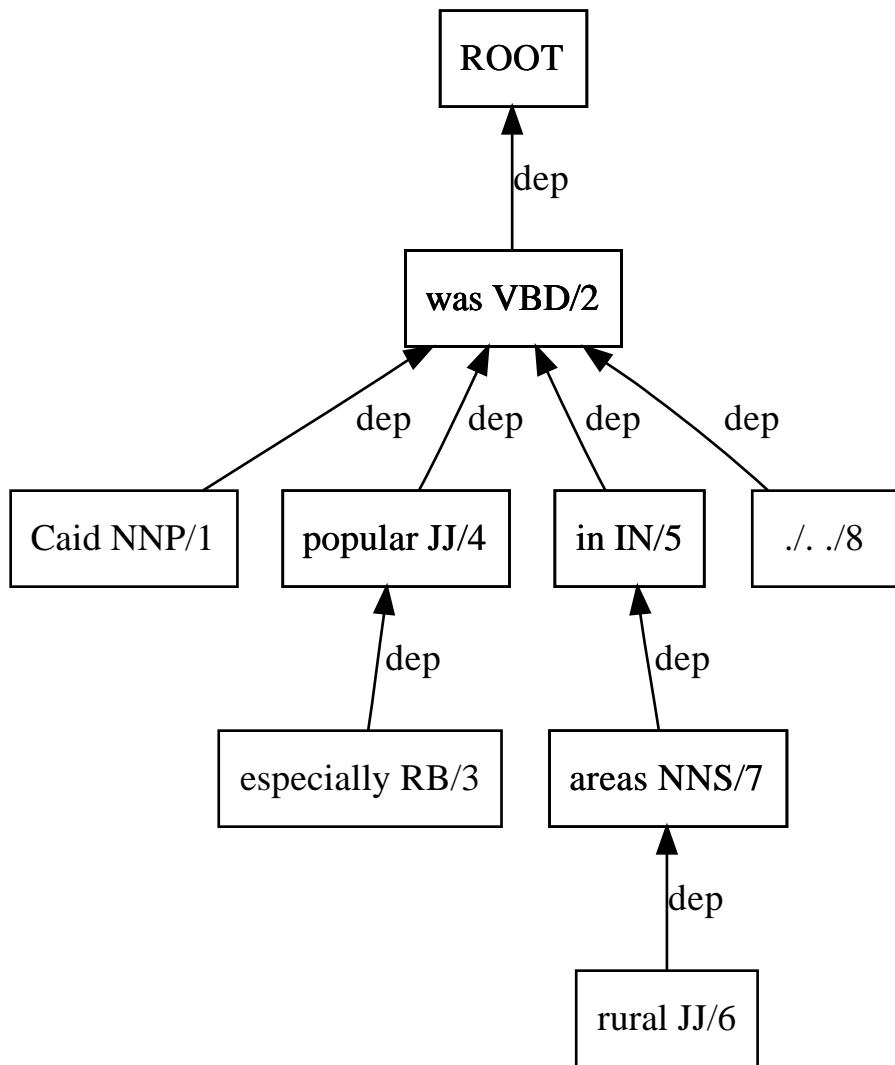 ROOT
dep
was VBD/2
dep dep dep dep
Caid NNP/1 popular JJ/4 in IN/5 ./. ./8
dep dep
especially RB/3 areas NNS/7
dep
rural JJ/6